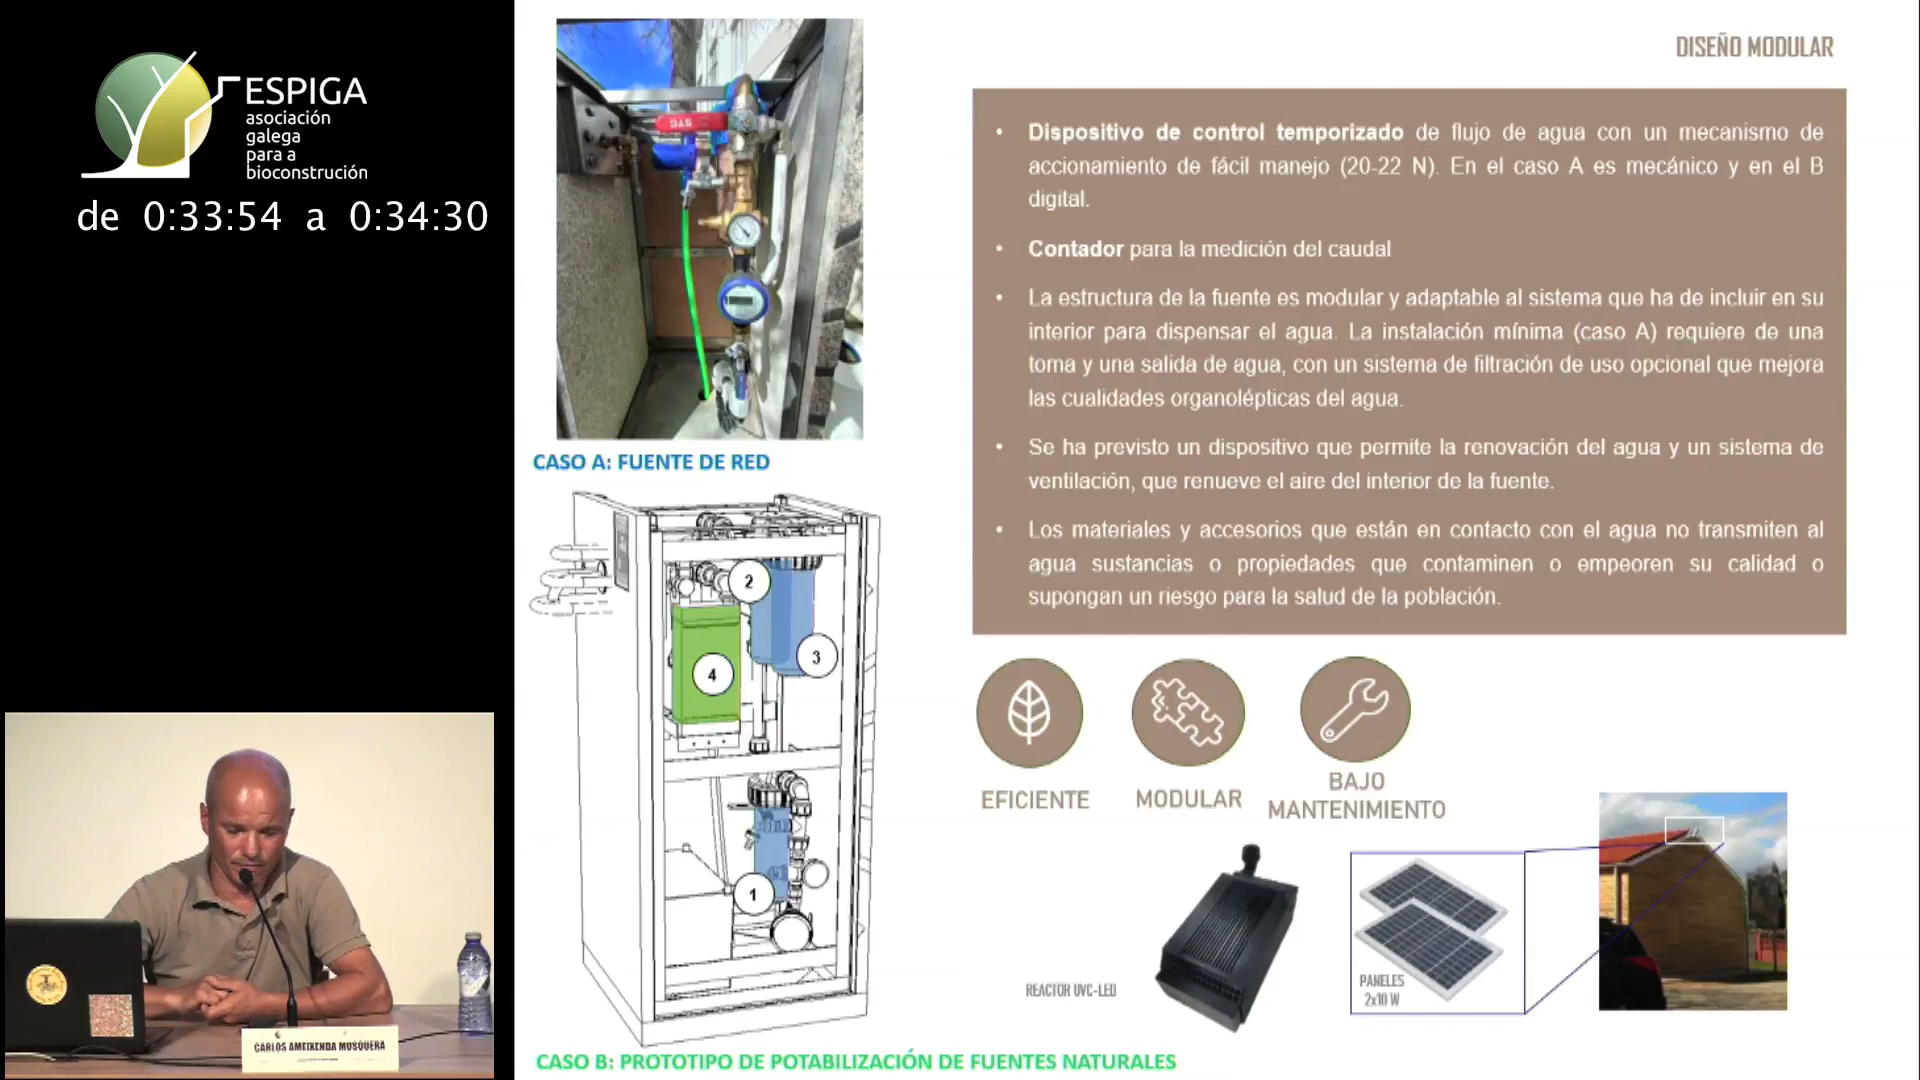 ESPIGA
asociación
galega
para a
bioconstrución
de 0:33:54 a 0:34:30
CARLOS AMEIXENDA MOSQUERA
CASO A: FUENTE DE RED
2
3
4
1
CASO B: PROTOTIPO DE POTABILIZACIÓN DE FUENTES NATURALES
DISEÑO MODULAR
• Dispositivo de control temporizado de flujo de agua con un mecanismo de
accionamiento de fácil manejo (20-22 N). En el caso A es mecánico y en el B
digital.
• Contador para la medición del caudal
• La estructura de la fuente es modular y adaptable al sistema que ha de incluir en su
interior para dispensar el agua. La instalación mínima (caso A) requiere de una
toma y una salida de agua, con un sistema de filtración de uso opcional que mejora
las cualidades organolépticas del agua.
• Se ha previsto un dispositivo que permite la renovación del agua y un sistema de
ventilación, que renueve el aire del interior de la fuente.
• Los materiales y accesorios que están en contacto con el agua no transmiten al
agua sustancias o propiedades que contaminen o empeoren su calidad o
supongan un riesgo para la salud de la población.
EFICIENTE
MODULAR
BAJO
MANTENIMIENTO
REACTOR UVC-LED
PANELES
2x10 W